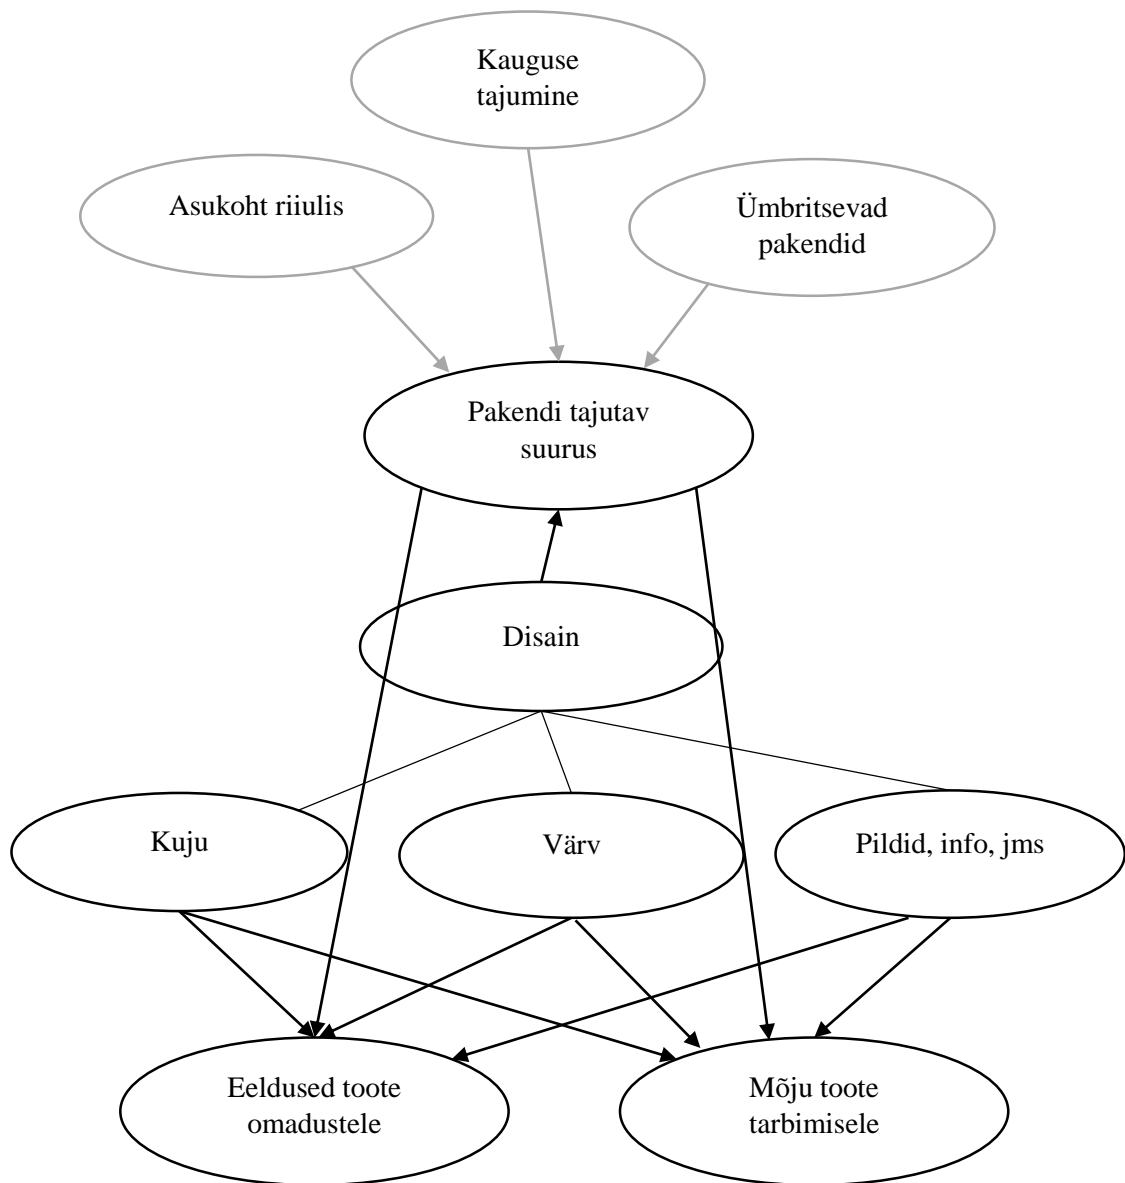 Kauguse
tajumine
Asukoht riiulis
Ümbritsevad
pakendid
Pakendi tajutav
suurus
Disain
Kuju
Värv
Pildid, info, jms
Eeldused toote
omadustele
Mõju toote
tarbimisele